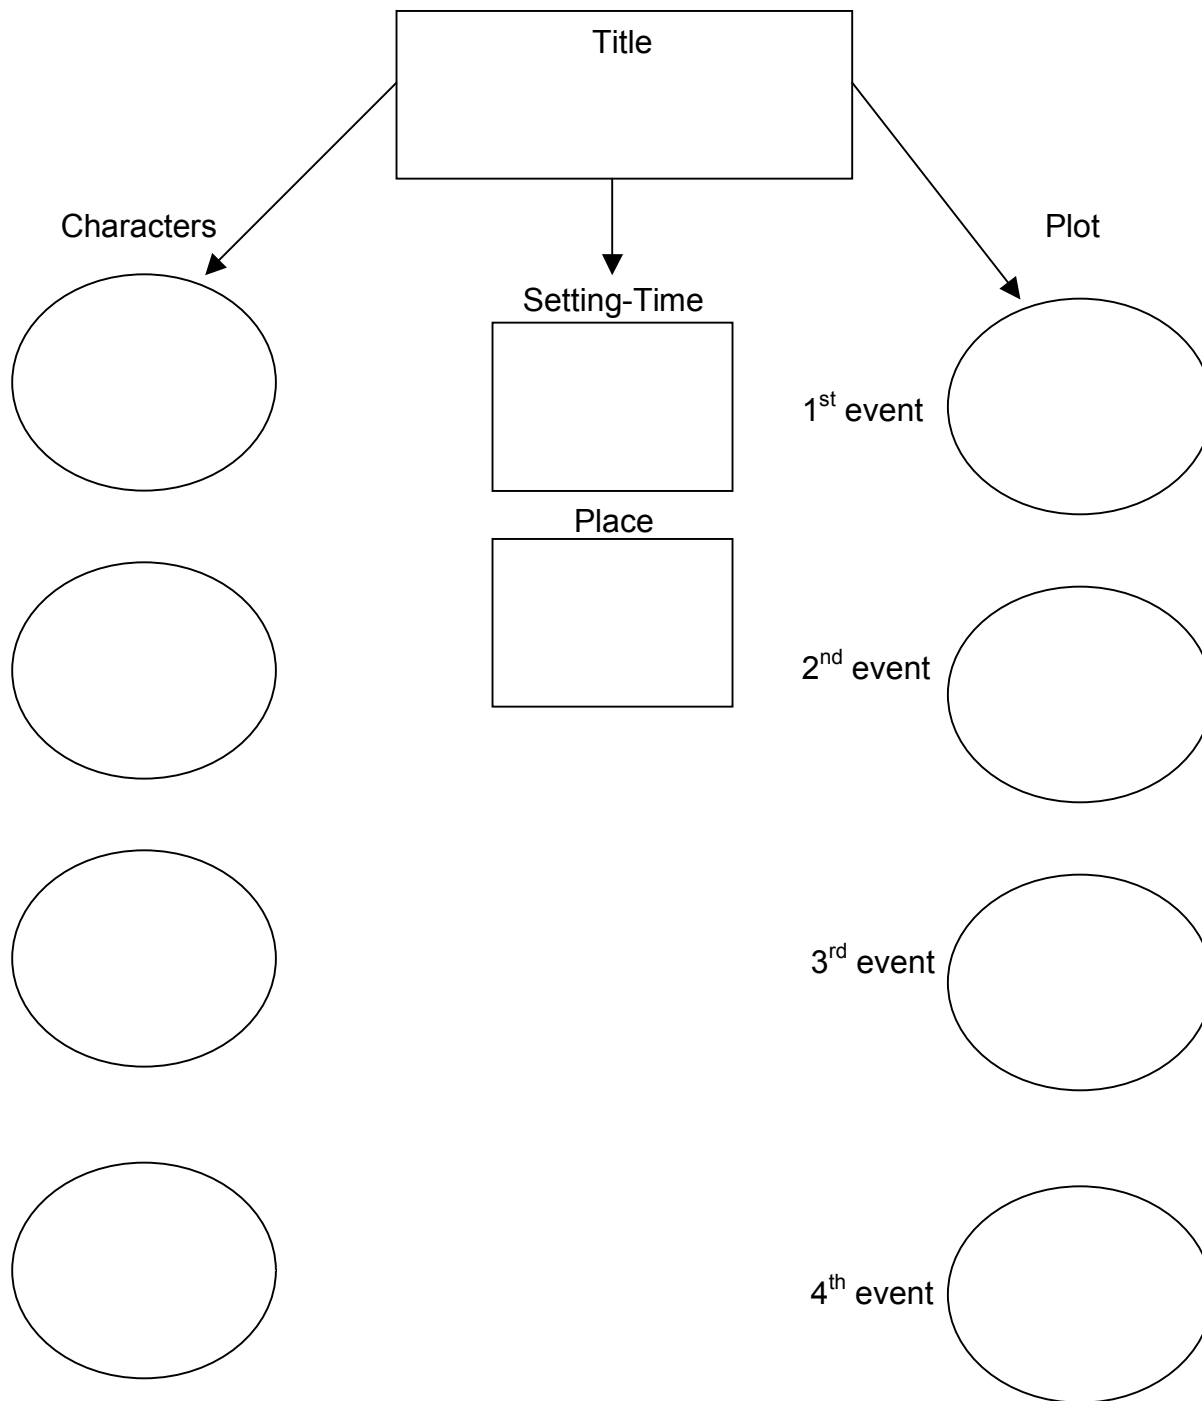 Title
Characters
Plot
Setting-Time
1st event
Place
2nd event
3rd event
4th event